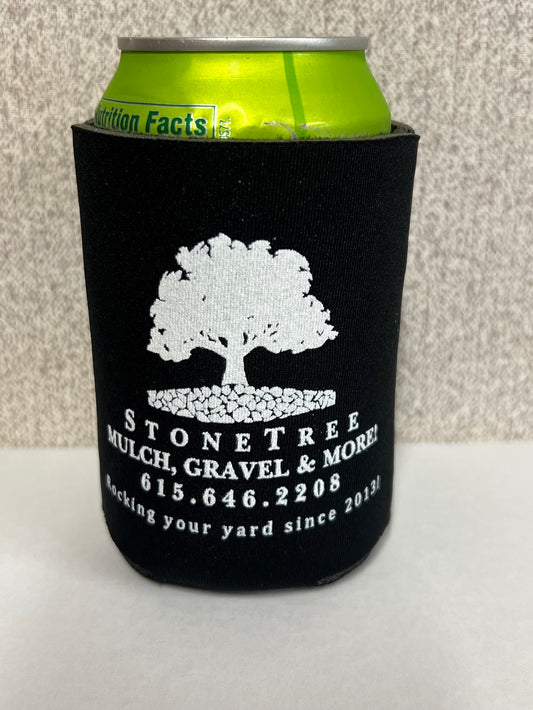 Nutrition Facts
STONETREE
MULCH, GRAVEL & MORE!
615.646.2208
Rocking your yard since 2013!